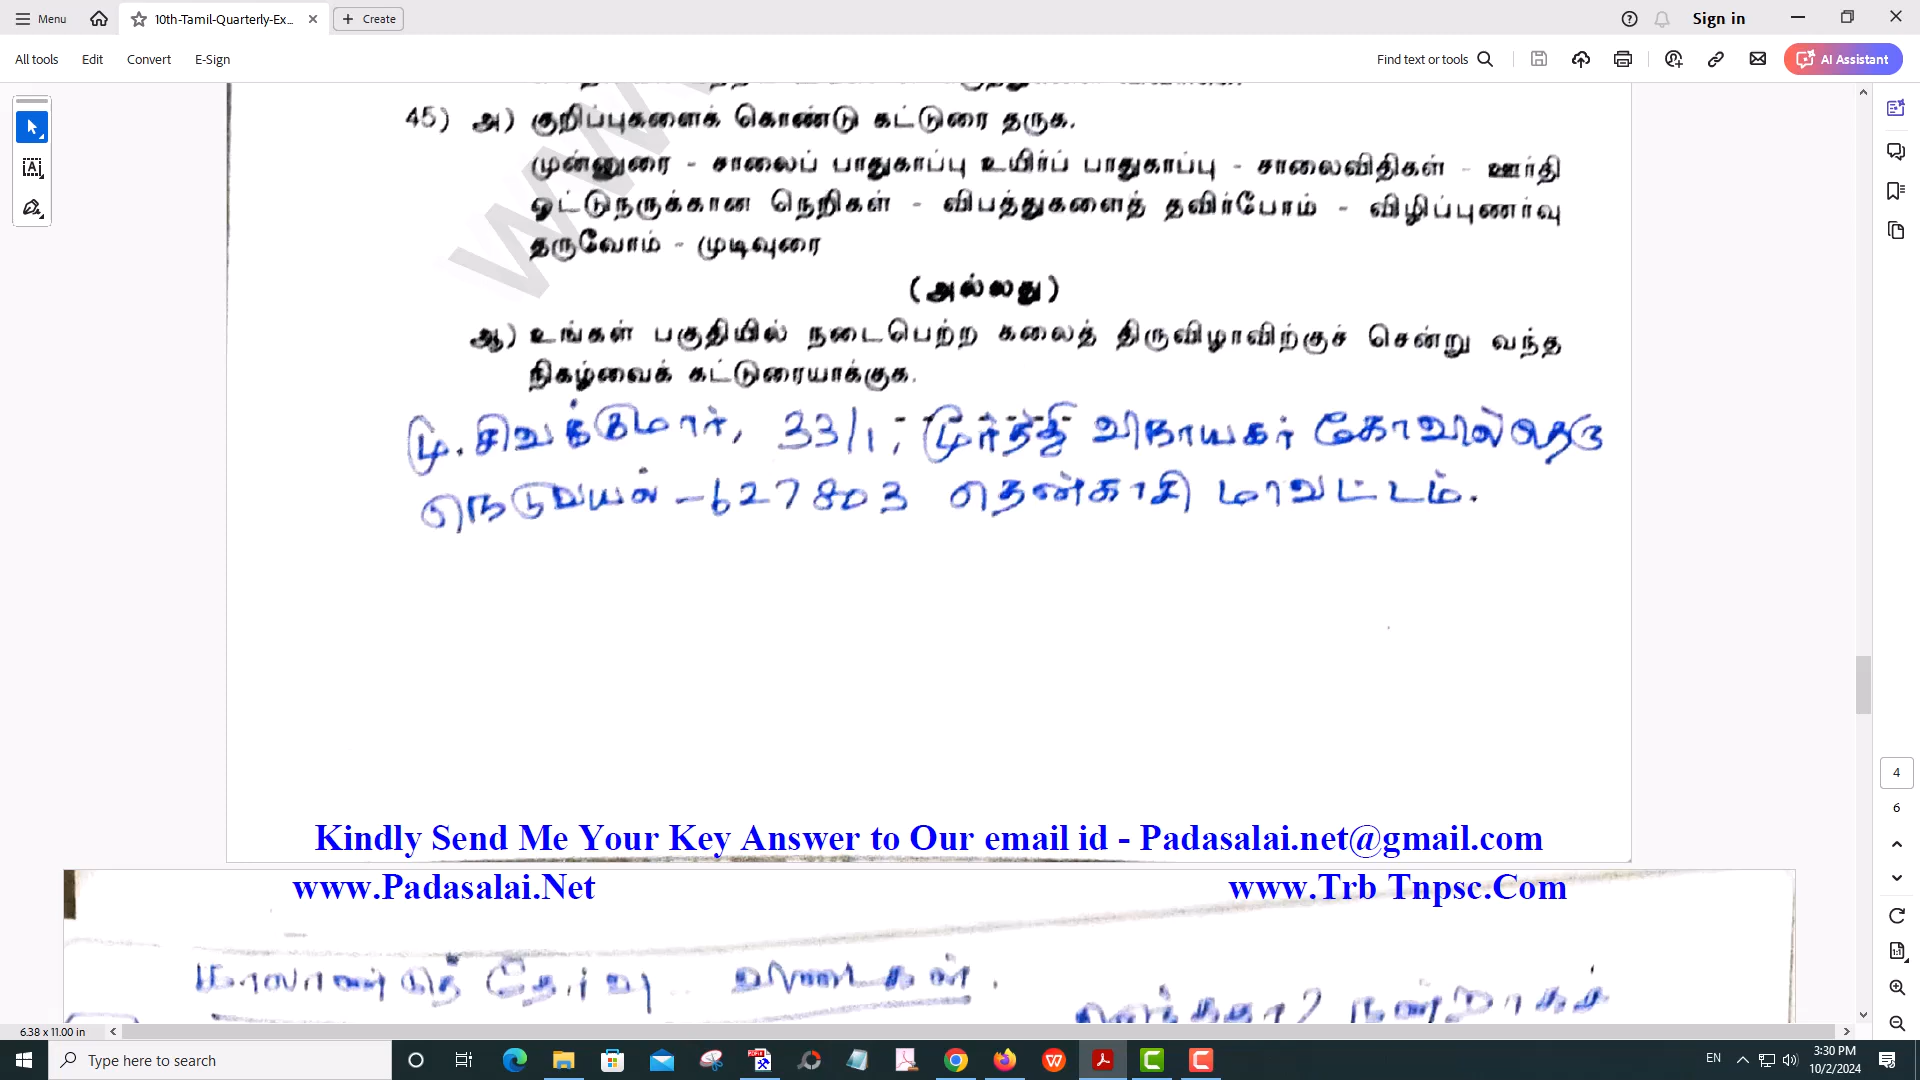 Menu
10th-Tamil-Quarterly-Ex...
Create
Sign in
All tools
Edit
Convert
E-Sign
Find text or tools
AI Assistant
45) அ) குறிப்புகளைக் கொண்டு கட்டுரை தருக.
முன்னுரை - சாலைப் பாதுகாப்பு உயிர்ப் பாதுகாப்பு - சாலைவிதிகள் - ஊர்தி
ஓட்டுநருக்கான நெறிகள் - விபத்துகளைத் தவிர்போம் - விழிப்புணர்வு
தருவோம் - முடிவுரை
(அல்லது)
ஆ) உங்கள் பகுதியில் நடைபெற்ற கலைத் திருவிழாவிற்குச் சென்று வந்த
நிகழ்வைக் கட்டுரையாக்குக.
மு. சிவக்குமார், 33/1, மூர்த்தி விநாயகர் கோவில்தெரு
நெடுவயல் - 627803 தென்காசி மாவட்டம்.
Kindly Send Me Your Key Answer to Our email id - Padasalai.net@gmail.com
www.Padasalai.Net
www.Trb Tnpsc.Com
காலாண்டுத் தேர்வு
4
6
6.38 x 11.00 in
Type here to search
EN
3:30 PM
10/2/2024